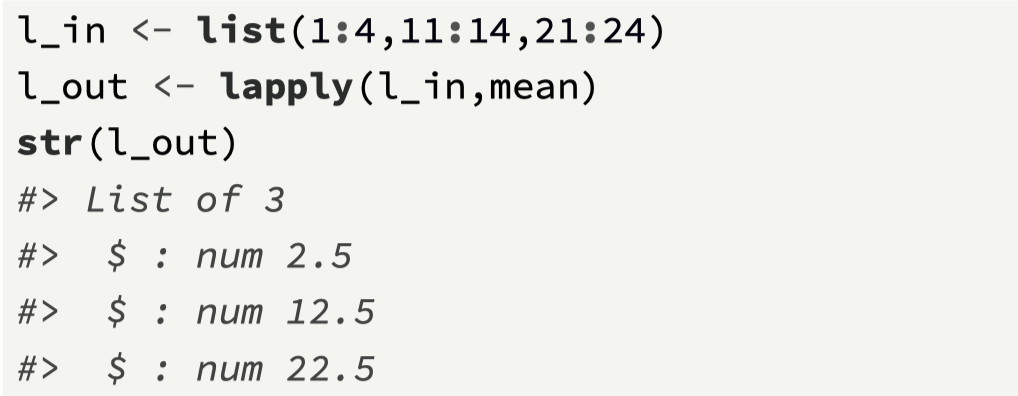 l_in <- list(1:4,11:14,21:24)
l_out <- lapply(l_in,mean)
str(l_out)
#> List of 3
#>  $ : num 2.5
#>  $ : num 12.5
#>  $ : num 22.5